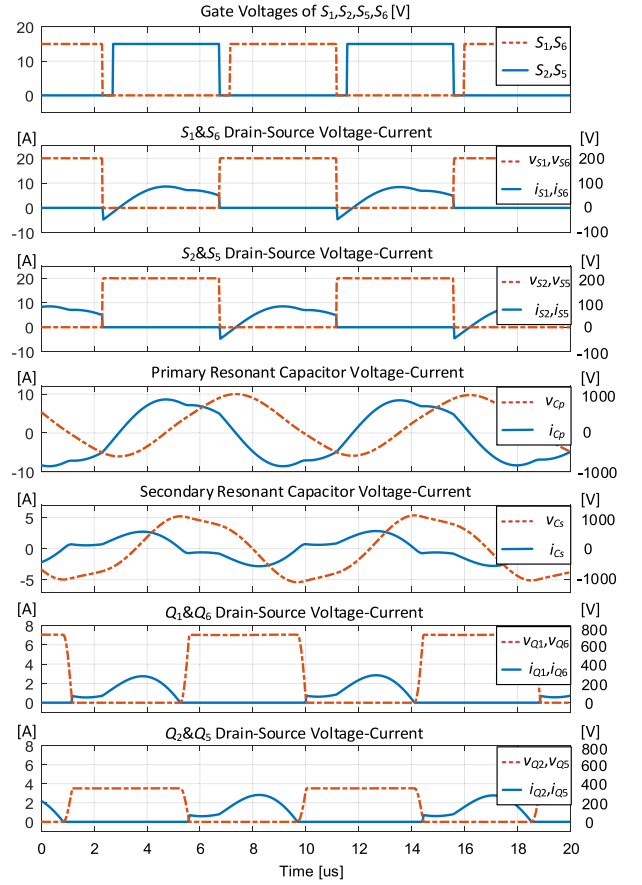 Gate Voltages of S1,S2,S5,S6 [V]
20
10
0
S1,S6
S2,S5
[A] S1&S6 Drain-Source Voltage-Current [V]
20
10
0
-10
200
100
0
-100
vS1,vS6
iS1,iS6
[A] S2&S5 Drain-Source Voltage-Current [V]
20
10
0
-10
200
100
0
-100
vS2,vS5
iS2,iS5
[A] Primary Resonant Capacitor Voltage-Current [V]
10
0
-10
1000
0
-1000
vCp
iCp
[A] Secondary Resonant Capacitor Voltage-Current [V]
5
0
-5
1000
0
-1000
vCs
iCs
[A] Q1&Q6 Drain-Source Voltage-Current [V]
8
6
4
2
0
800
600
400
200
0
vQ1,vQ6
iQ1,iQ6
[A] Q2&Q5 Drain-Source Voltage-Current [V]
8
6
4
2
0
800
600
400
200
0
vQ2,vQ5
iQ2,iQ5
0 2 4 6 8 10 12 14 16 18 20
Time [us]